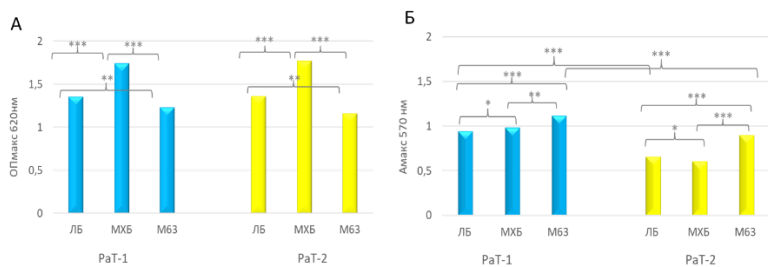 А
ОПмакс 620нм
2
1,5
1
0,5
0
*** *** *** ***
** **
ЛБ МХБ М63 ЛБ МХБ М63
РаТ-1 РаТ-2
Б
Амакс 570 нм
2
1,5
1
0,5
0
*** ***
*** ***
* ** * ***
ЛБ МХБ М63 ЛБ МХБ М63
РаТ-1 РаТ-2